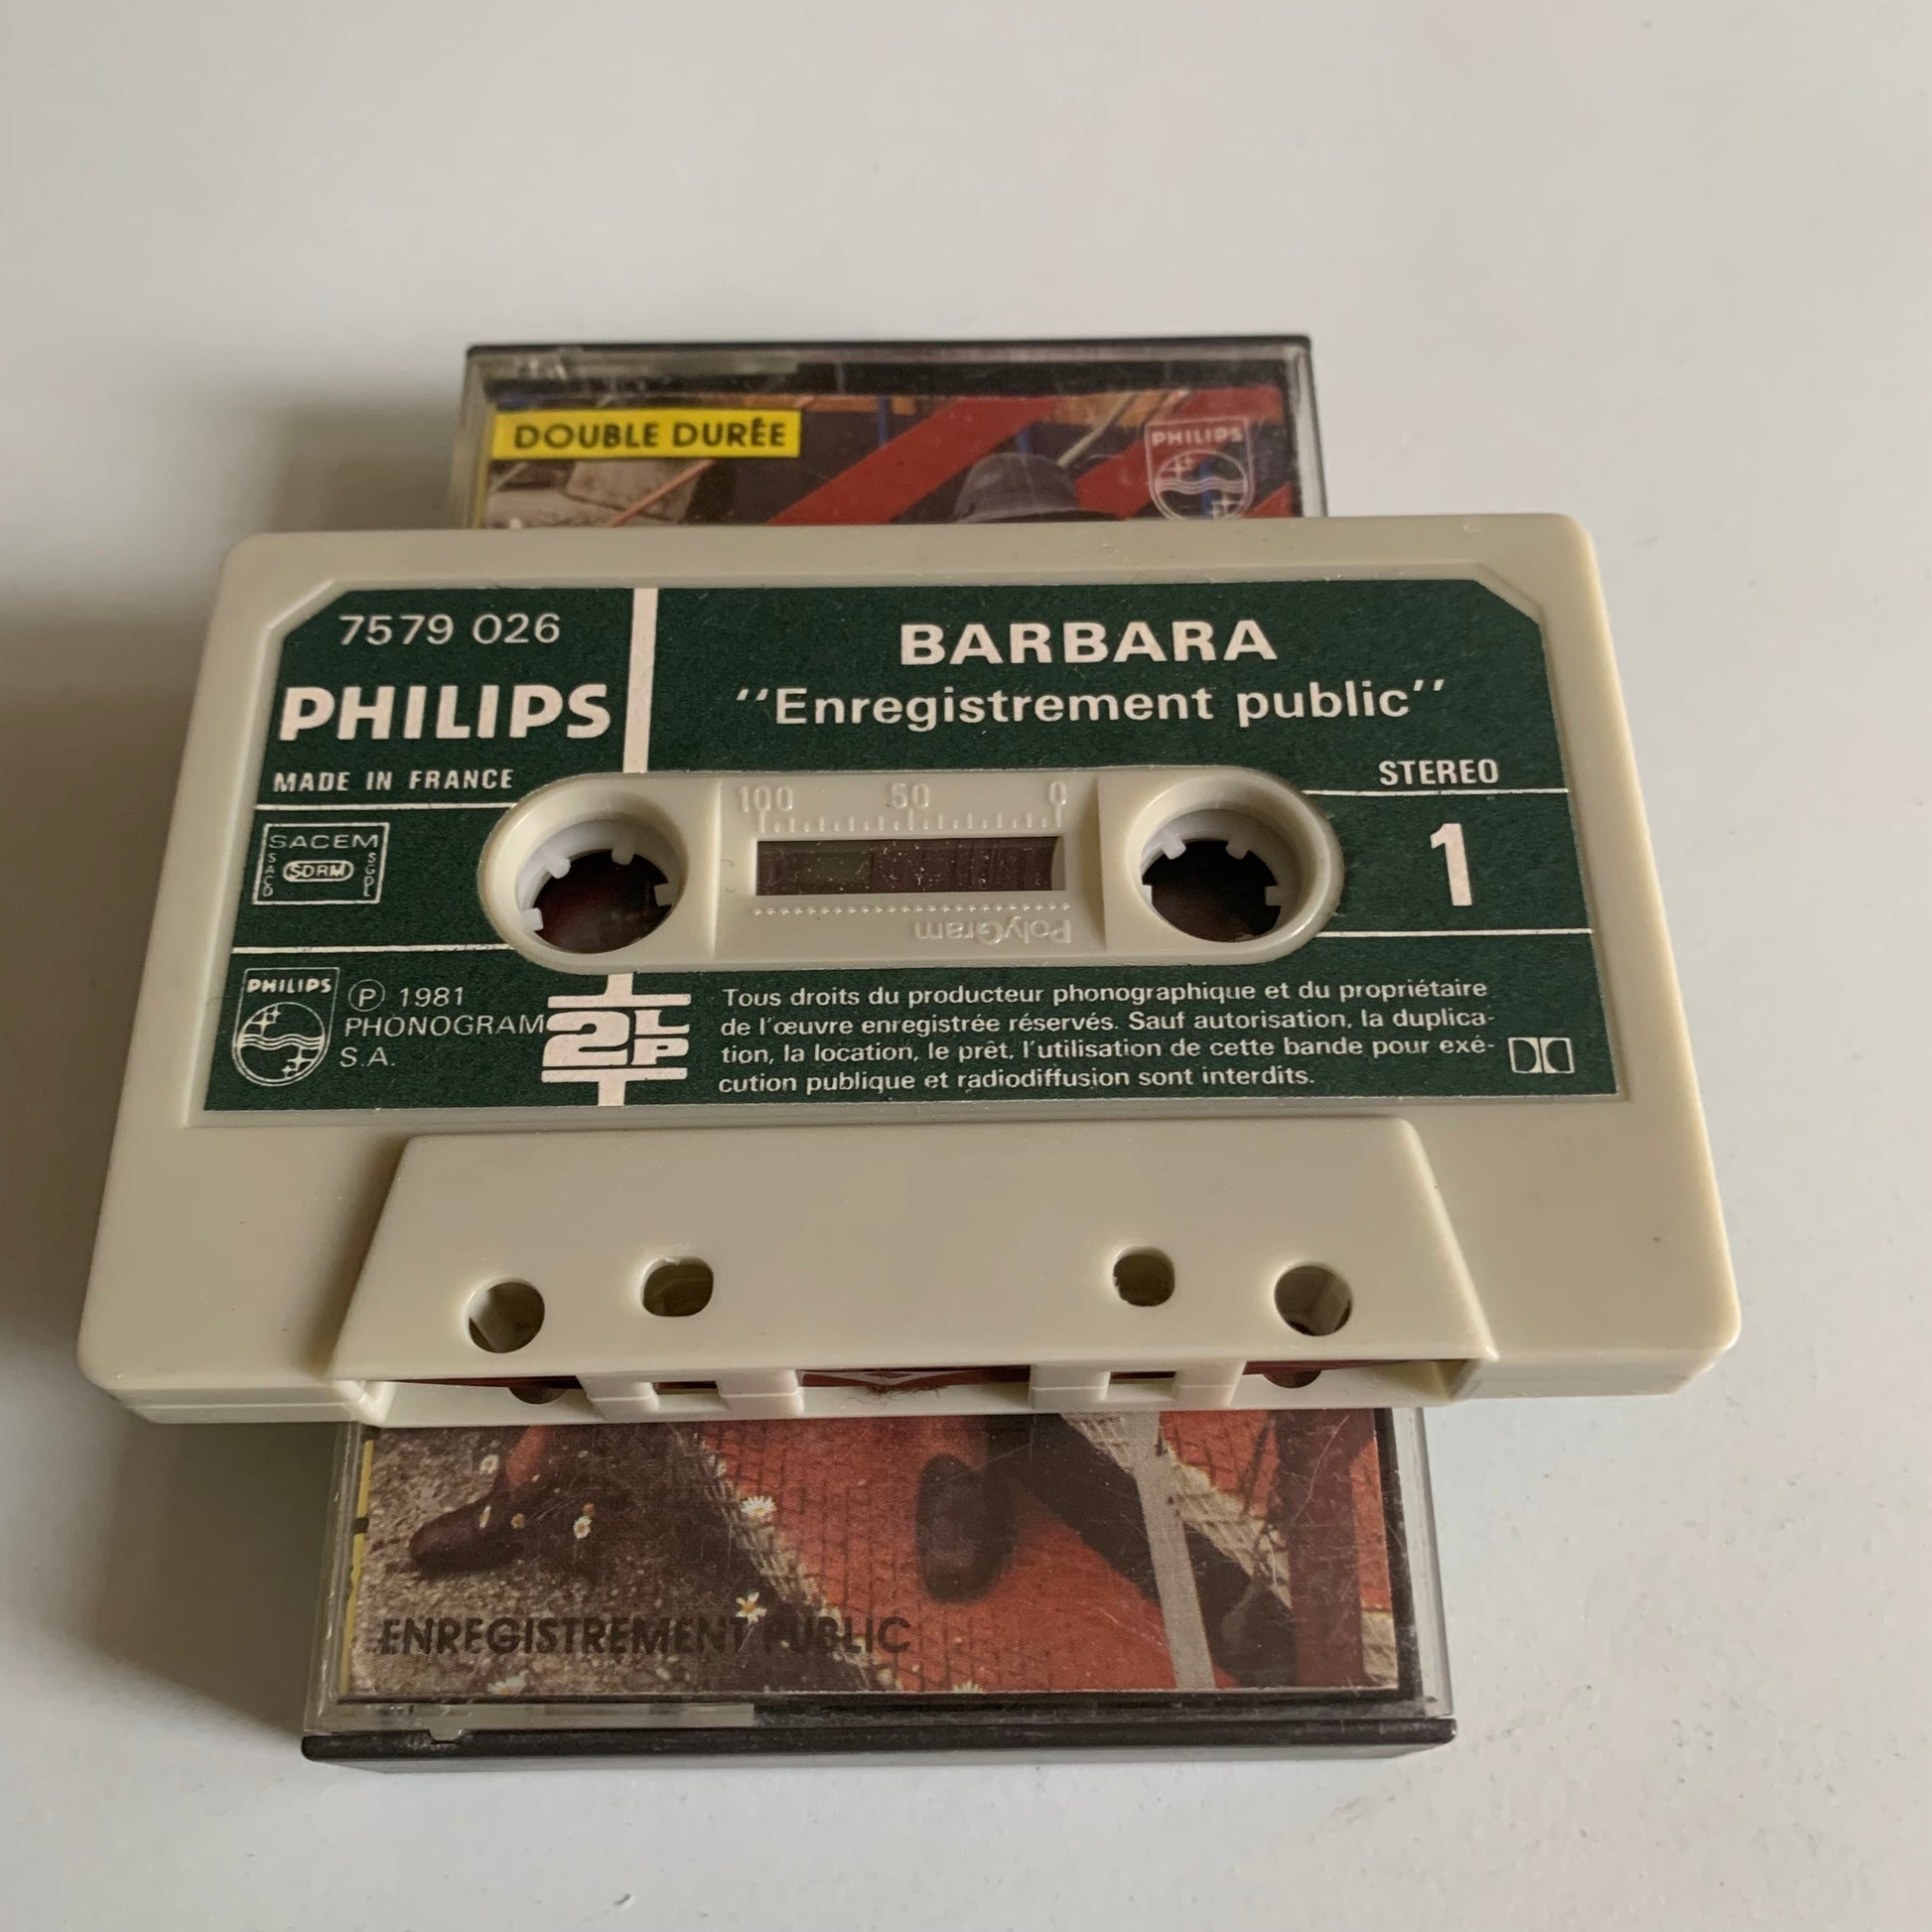 DOUBLE DURÉE
PHILIPS
7579 026
PHILIPS
MADE IN FRANCE
BARBARA
‘‘Enregistrement public’’
STEREO
1
100 50 0
PolyGram
SACEM
SACD
SDRM
SGDL
PHILIPS
Ⓟ 1981
PHONOGRAM
S.A.
2LP
Tous droits du producteur phonographique et du propriétaire
de l'œuvre enregistrée réservés. Sauf autorisation, la duplica-
tion, la location, le prêt, l'utilisation de cette bande pour exé-
cution publique et radiodiffusion sont interdits.
ENREGISTREMENT PUBLIC